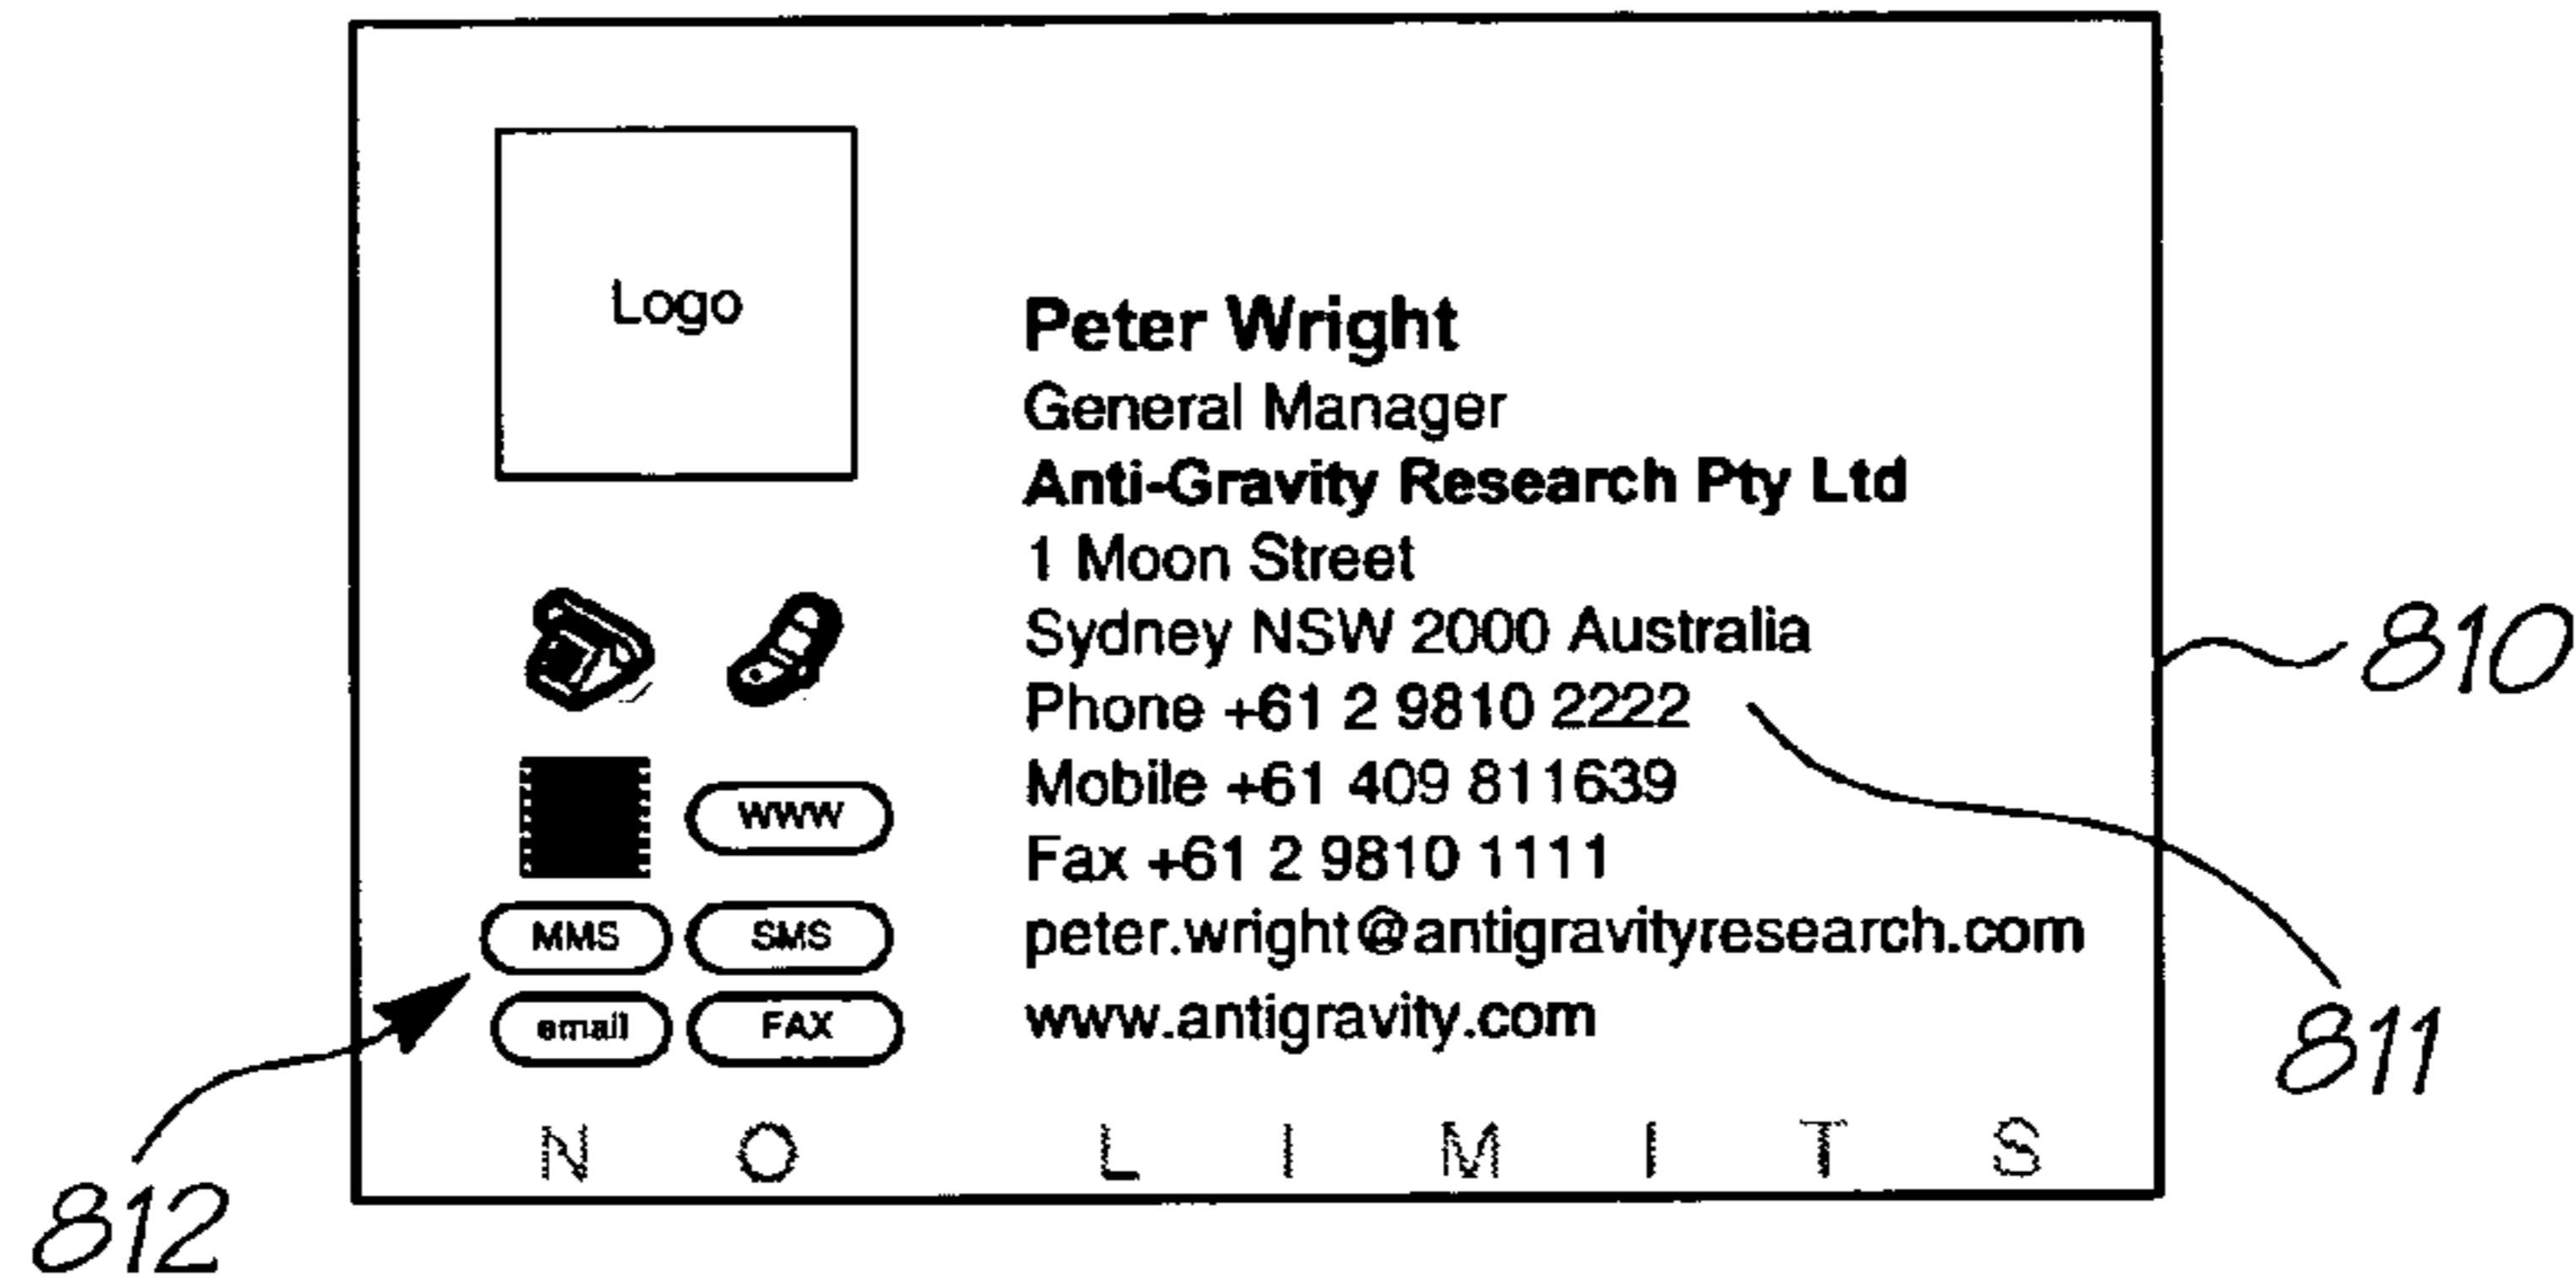 Logo
Peter Wright
General Manager
Anti-Gravity Research Pty Ltd
1 Moon Street
Sydney NSW 2000 Australia
Phone +61 2 9810 2222
Mobile +61 409 811639
Fax +61 2 9810 1111
peter.wright@antigravityresearch.com
www.antigravity.com
WWW
MMS SMS
email FAX
NO LIMITS
810
811
812